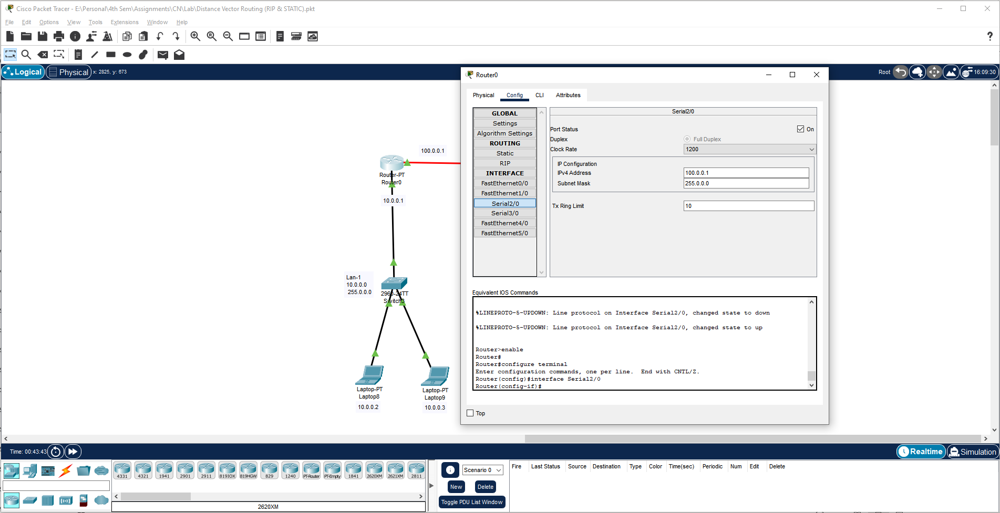 Cisco Packet Tracer - E:\Personal\4th Sem\Assignments\CN\Lab\Distance Vector Routing (RIP & STATIC).pkt
File Edit Options View Tools Extensions Window Help
Logical Physical x: 2825, y: 673
Root 16:09:30
100.0.0.1
Router-PT
Router0
10.0.0.1
Lan-1
10.0.0.0
255.0.0.0
2960-24TT
Switch3
Laptop-PT
Laptop8
10.0.0.2
Laptop-PT
Laptop9
10.0.0.3
Router0
Physical Config CLI Attributes
GLOBAL
Settings
Algorithm Settings
ROUTING
Static
RIP
INTERFACE
FastEthernet0/0
FastEthernet1/0
Serial2/0
Serial3/0
FastEthernet4/0
FastEthernet5/0
Serial2/0
Port Status On
Duplex Full Duplex
Clock Rate 1200
IP Configuration
IPv4 Address 100.0.0.1
Subnet Mask 255.0.0.0
Tx Ring Limit 10
Equivalent IOS Commands
%LINEPROTO-5-UPDOWN: Line protocol on Interface Serial2/0, changed state to down
%LINEPROTO-5-UPDOWN: Line protocol on Interface Serial2/0, changed state to up
Router>enable
Router#
Router#configure terminal
Enter configuration commands, one per line.  End with CNTL/Z.
Router(config)#interface Serial2/0
Router(config-if)#
Top
Time: 00:43:43
Realtime Simulation
4331 4321 1941 2901 2911 819IOX 819HGW 829 1240 PT-Router PT-Empty 1841 2620XM 2621XM 2811
2620XM
Scenario 0
New Delete
Toggle PDU List Window
Fire Last Status Source Destination Type Color Time(sec) Periodic Num Edit Delete